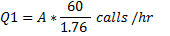 Q1 = A * 60/1.76 calls /hr